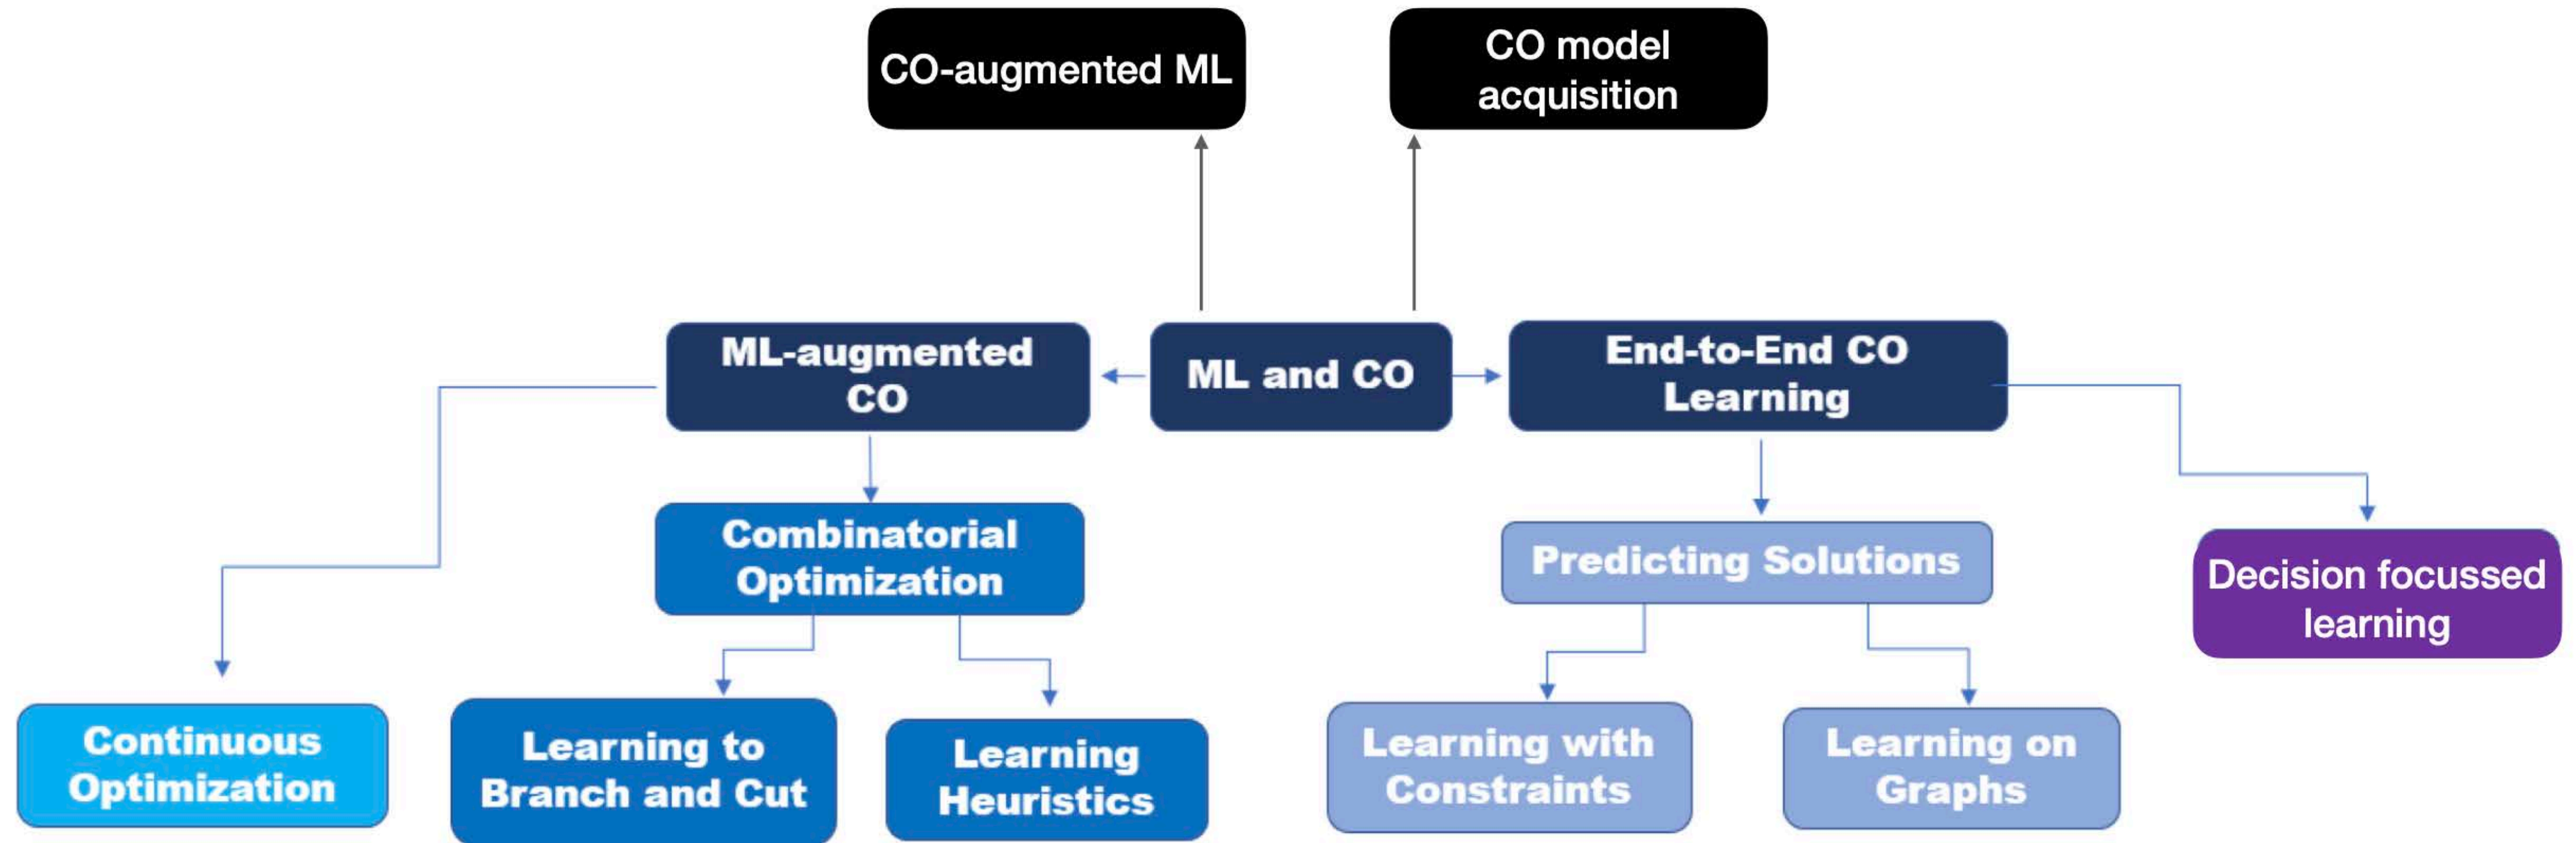 CO-augmented ML
CO model
acquisition
ML-augmented
CO
ML and CO
End-to-End CO
Learning
Combinatorial
Optimization
Predicting Solutions
Decision focussed
learning
Continuous
Optimization
Learning to
Branch and Cut
Learning
Heuristics
Learning with
Constraints
Learning on
Graphs